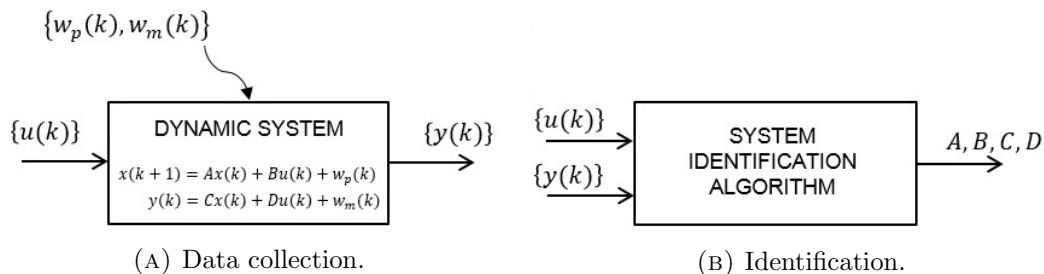 {w_p(k), w_m(k)}
{u(k)}
DYNAMIC SYSTEM
x(k + 1) = Ax(k) + Bu(k) + w_p(k)
y(k) = Cx(k) + Du(k) + w_m(k)
{y(k)}
(A) Data collection.
{u(k)}
{y(k)}
SYSTEM
IDENTIFICATION
ALGORITHM
A, B, C, D
(B) Identification.